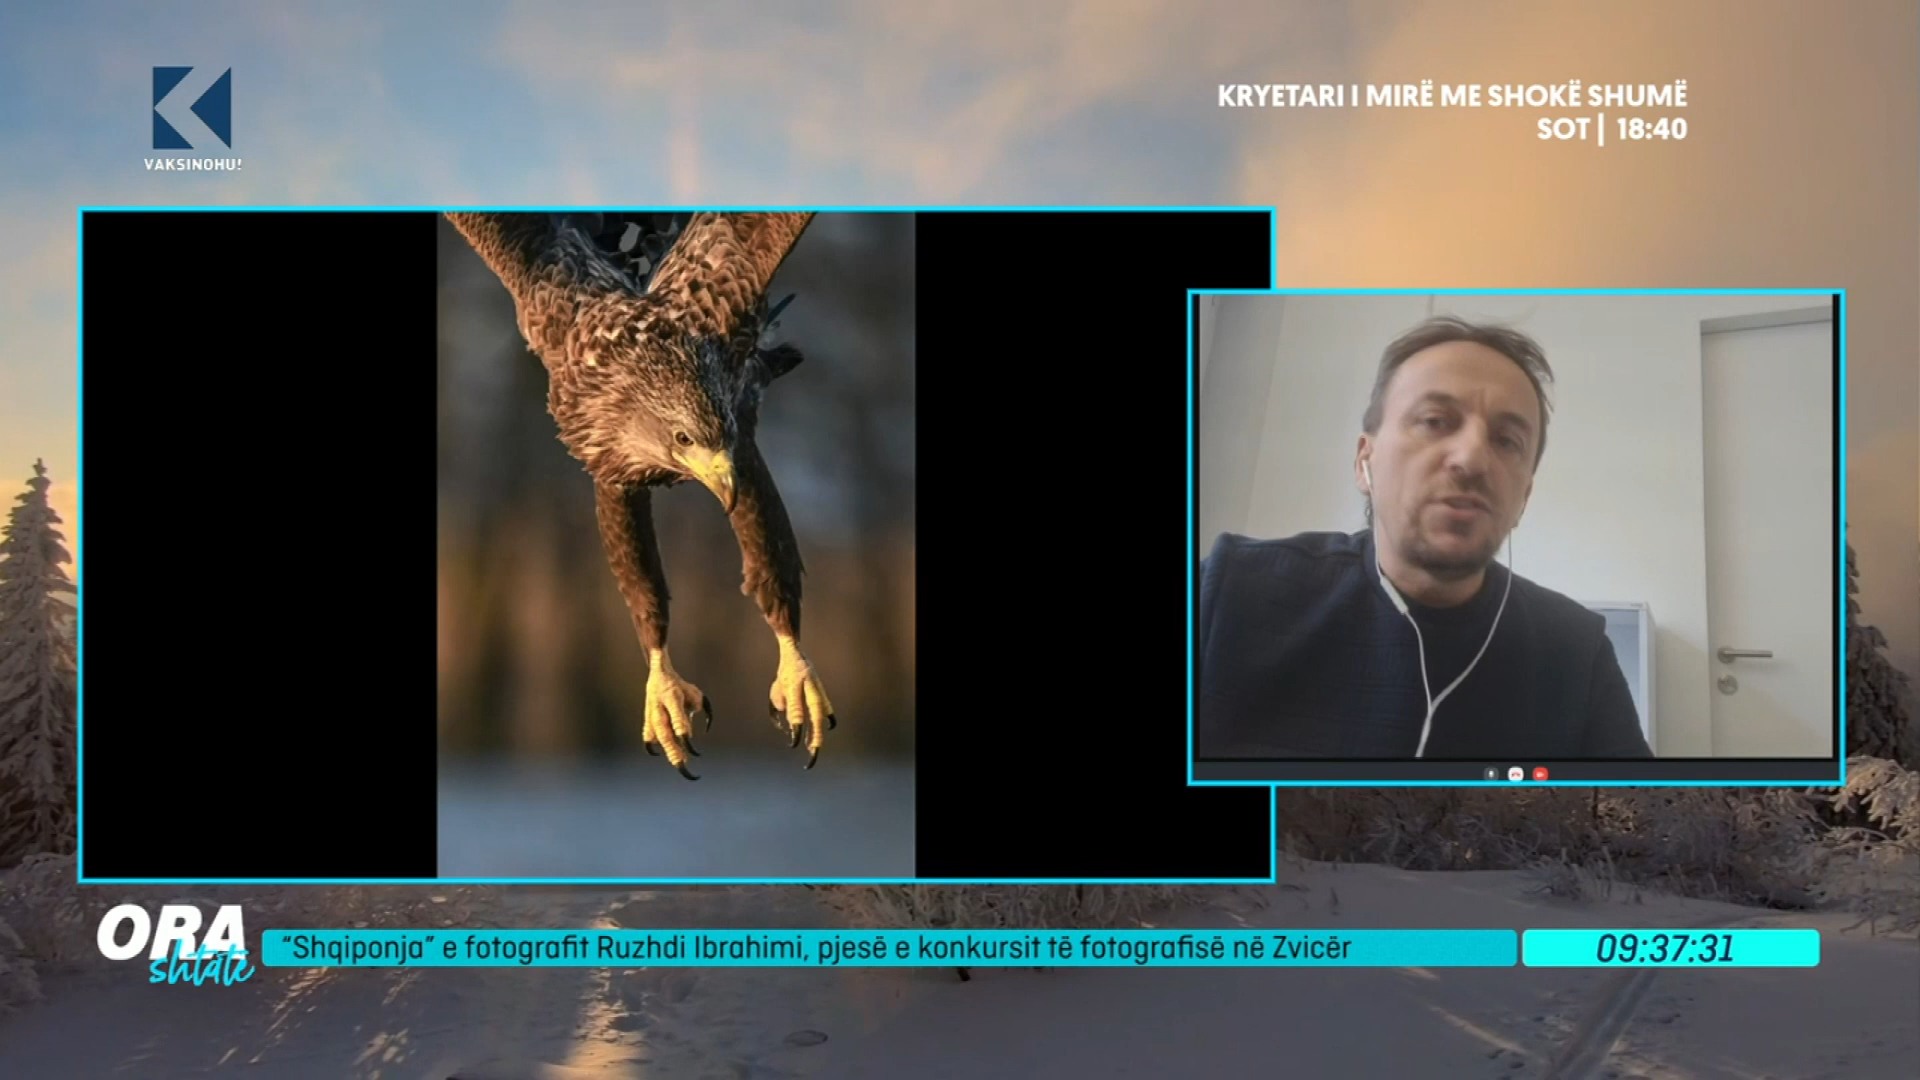 VAKSINOHU!
KRYETARI I MIRË ME SHOKË SHUMË
SOT | 18:40
ORA
shtatë
“Shqiponja” e fotografit Ruzhdi Ibrahimi, pjesë e konkursit të fotografisë në Zvicër
09:37:31